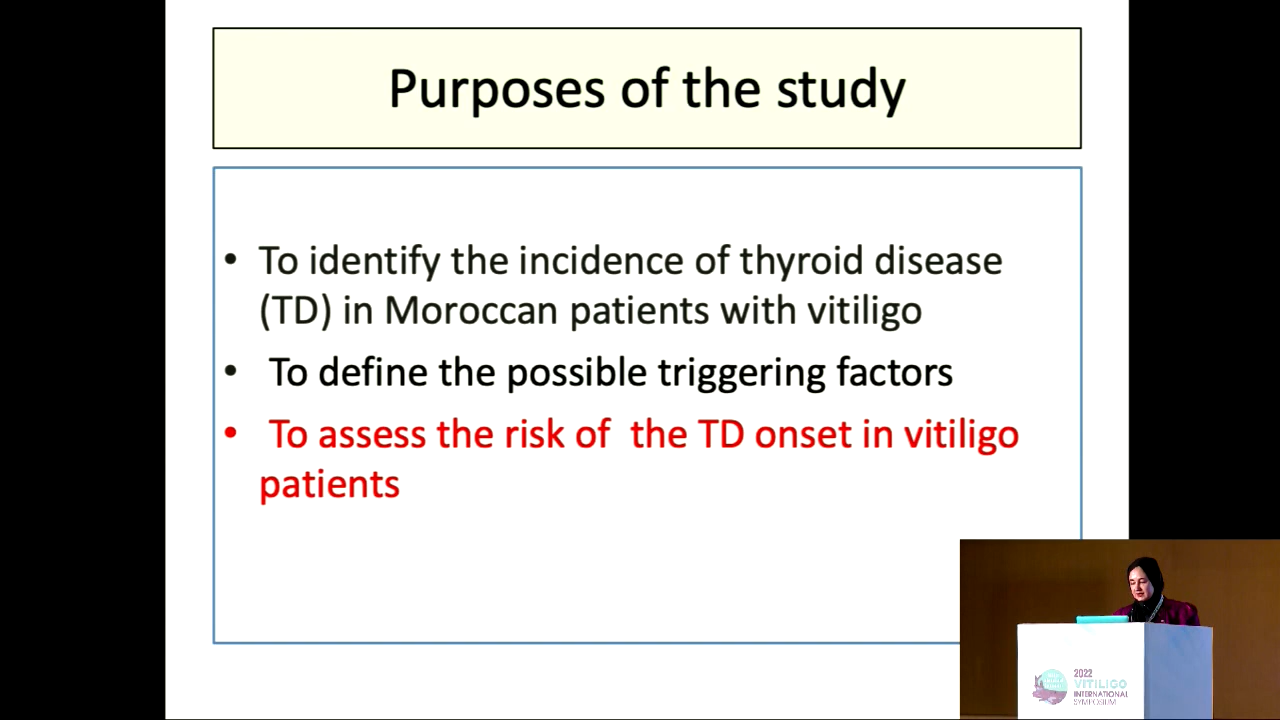 Purposes of the study
• To identify the incidence of thyroid disease
(TD) in Moroccan patients with vitiligo
• To define the possible triggering factors
• To assess the risk of the TD onset in vitiligo
patients
2022
VITILIGO
INTERNATIONAL
SYMPOSIUM